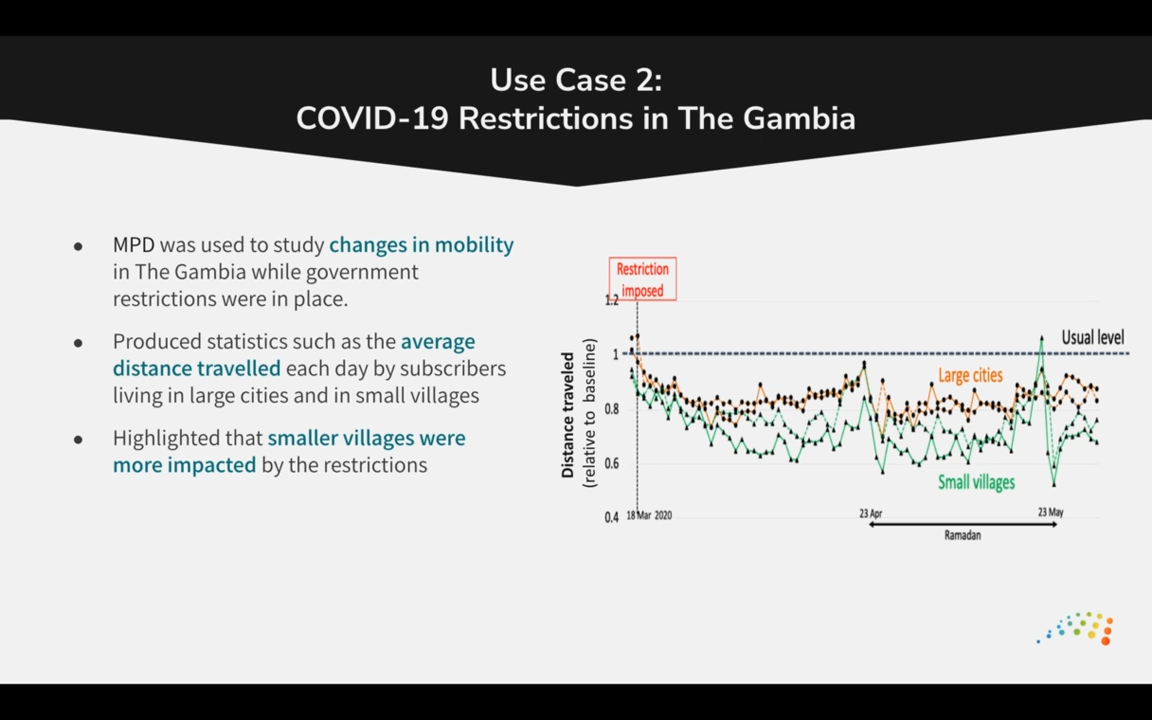 Use Case 2:
COVID-19 Restrictions in The Gambia
● MPD was used to study changes in mobility
in The Gambia while government
restrictions were in place.
● Produced statistics such as the average
distance travelled each day by subscribers
living in large cities and in small villages
● Highlighted that smaller villages were
more impacted by the restrictions
Restriction
imposed
Distance traveled
(relative to baseline)
1.2
1
0.8
0.6
0.4
Usual level
Large cities
Small villages
18 Mar 2020
23 Apr
23 May
Ramadan